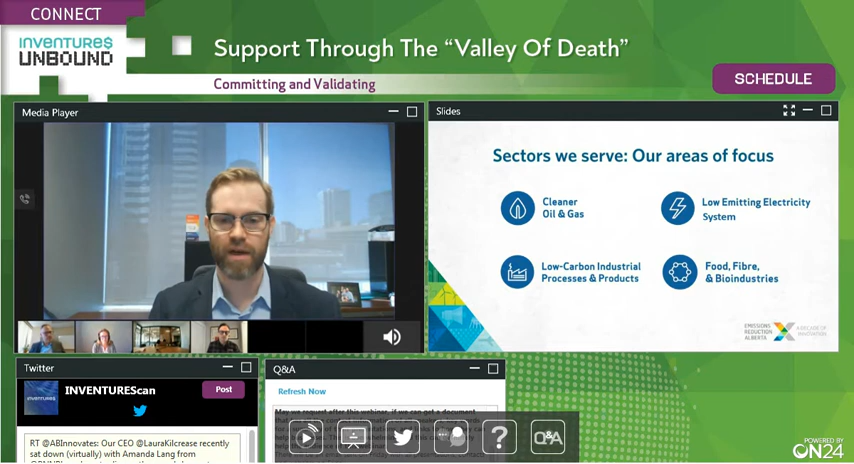 CONNECT
INVENTURE$
UNBOUND
Support Through The “Valley Of Death”
Committing and Validating
SCHEDULE
Media Player
Slides
Sectors we serve: Our areas of focus
Cleaner
Oil & Gas
Low Emitting Electricity
System
Low-Carbon Industrial
Processes & Products
Food, Fibre,
& Bioindustries
EMISSIONS
REDUCTION
ALBERTA
A DECADE OF
INNOVATION
Twitter
INVENTUREScan
Post
RT @ABInnovates: Our CEO @LauraKilcrease recently
sat down (virtually) with Amanda Lang from
Q&A
Refresh Now
May we request after this webinar, if we can get a document
?
Q&A
POWERED BY
ON24